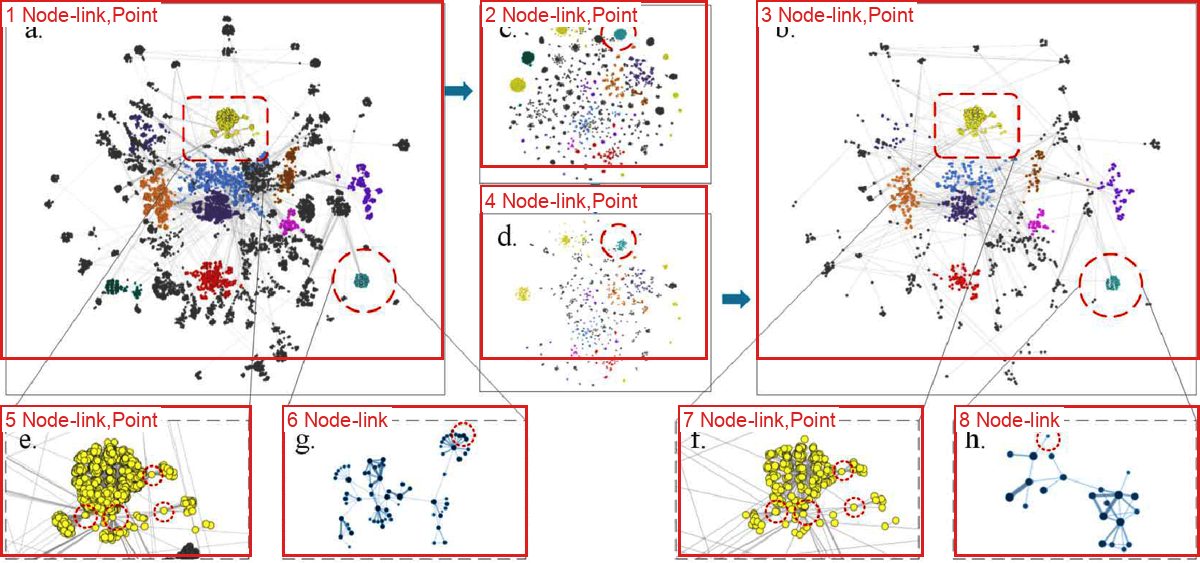 1 Node-link,Point
a.
2 Node-link,Point
c.
3 Node-link,Point
b.
4 Node-link,Point
d.
5 Node-link,Point
e.
6 Node-link
g.
7 Node-link,Point
f.
8 Node-link
h.